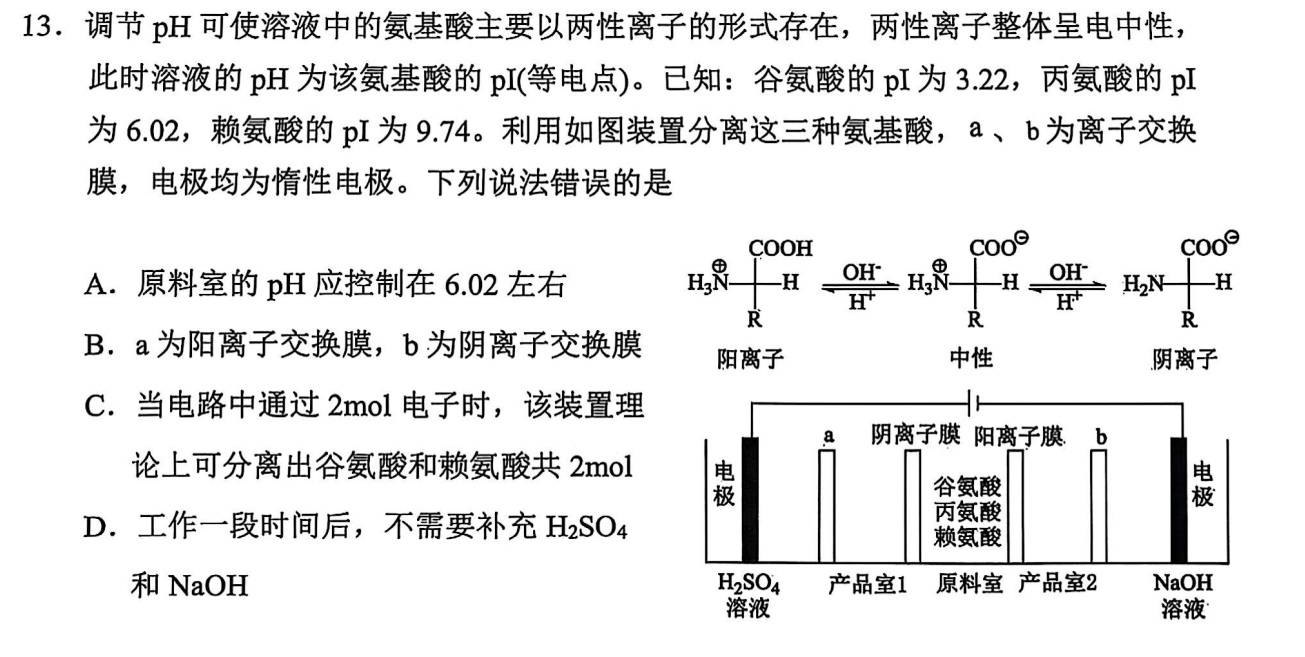 13. 调节 pH 可使溶液中的氨基酸主要以两性离子的形式存在，两性离子整体呈电中性，
此时溶液的 pH 为该氨基酸的 pI(等电点)。已知：谷氨酸的 pI 为 3.22，丙氨酸的 pI
为 6.02，赖氨酸的 pI 为 9.74。利用如图装置分离这三种氨基酸，a 、b 为离子交换
膜，电极均为惰性电极。下列说法错误的是
A. 原料室的 pH 应控制在 6.02 左右
B. a 为阳离子交换膜，b 为阴离子交换膜
C. 当电路中通过 2mol 电子时，该装置理
论上可分离出谷氨酸和赖氨酸共 2mol
D. 工作一段时间后，不需要补充 H₂SO₄
和 NaOH
COOH COO⊖ COO⊖
H₃N⊕ H OH⁻ H⁺ H₃N⊕ H OH⁻ H⁺ H₂N H
R R R
阳离子 中性 阴离子
a 阴离子膜 阳离子膜 b
电极 谷氨酸 电极
丙氨酸
赖氨酸
H₂SO₄ 产品室1 原料室 产品室2 NaOH
溶液 溶液